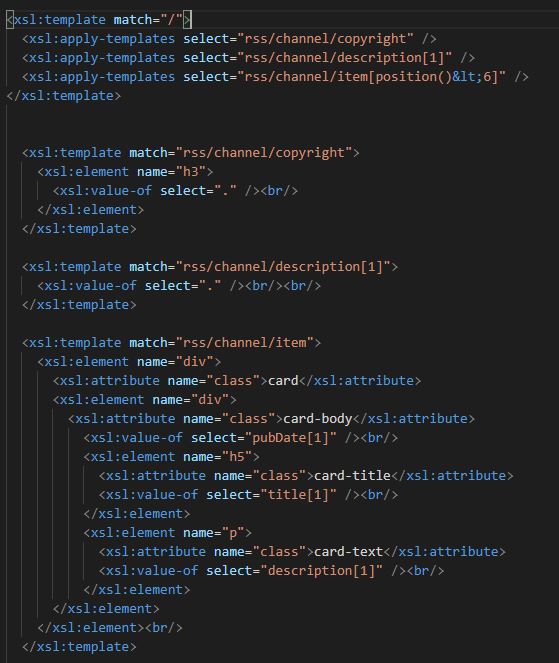 <xsl:template match="/">
<xsl:apply-templates select="rss/channel/copyright" />
<xsl:apply-templates select="rss/channel/description[1]" />
<xsl:apply-templates select="rss/channel/item[position()&lt;6]" />
</xsl:template>
<xsl:template match="rss/channel/copyright">
<xsl:element name="h3">
<xsl:value-of select="." /><br/>
</xsl:element>
</xsl:template>
<xsl:template match="rss/channel/description[1]">
<xsl:value-of select="." /><br/><br/>
</xsl:template>
<xsl:template match="rss/channel/item">
<xsl:element name="div">
<xsl:attribute name="class">card</xsl:attribute>
<xsl:element name="div">
<xsl:attribute name="class">card-body</xsl:attribute>
<xsl:value-of select="pubDate[1]" /><br/>
<xsl:element name="h5">
<xsl:attribute name="class">card-title</xsl:attribute>
<xsl:value-of select="title[1]" /><br/>
</xsl:element>
<xsl:element name="p">
<xsl:attribute name="class">card-text</xsl:attribute>
<xsl:value-of select="description[1]" /><br/>
</xsl:element>
</xsl:element>
</xsl:element><br/>
</xsl:template>